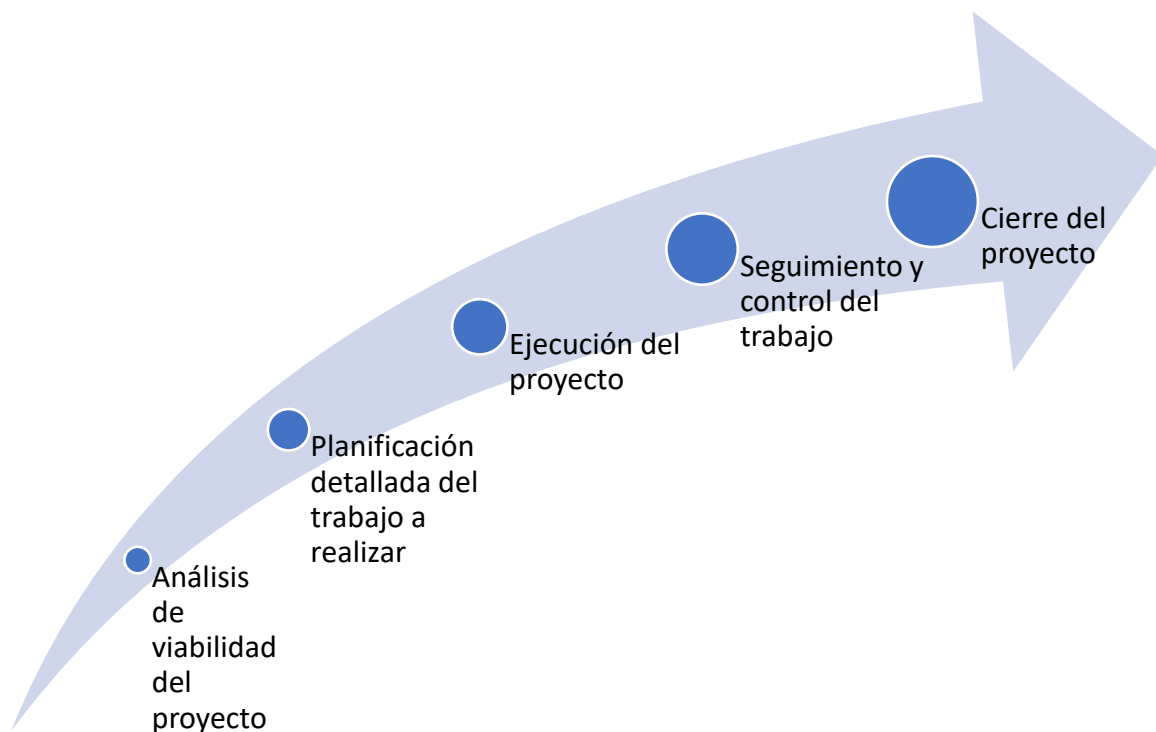 Análisis
de
viabilidad
del
proyecto
Planificación
detallada del
trabajo a
realizar
Ejecución del
proyecto
Seguimiento y
control del
trabajo
Cierre del
proyecto